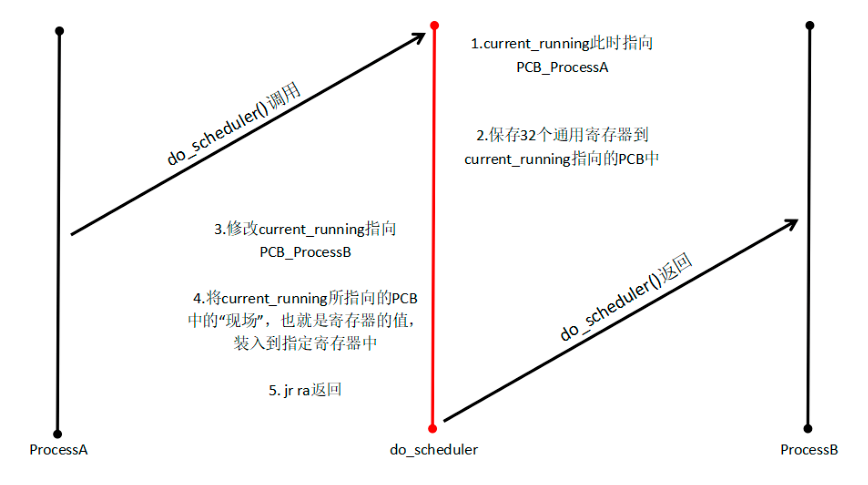 1.current_running此时指向
PCB_ProcessA
do_scheduler()调用
2.保存32个通用寄存器到
current_running指向的PCB中
3.修改current_running指向
PCB_ProcessB
4.将current_running所指向的PCB
中的“现场”，也就是寄存器的值，
装入到指定寄存器中
do_scheduler()返回
5. jr ra返回
ProcessA
do_scheduler
ProcessB